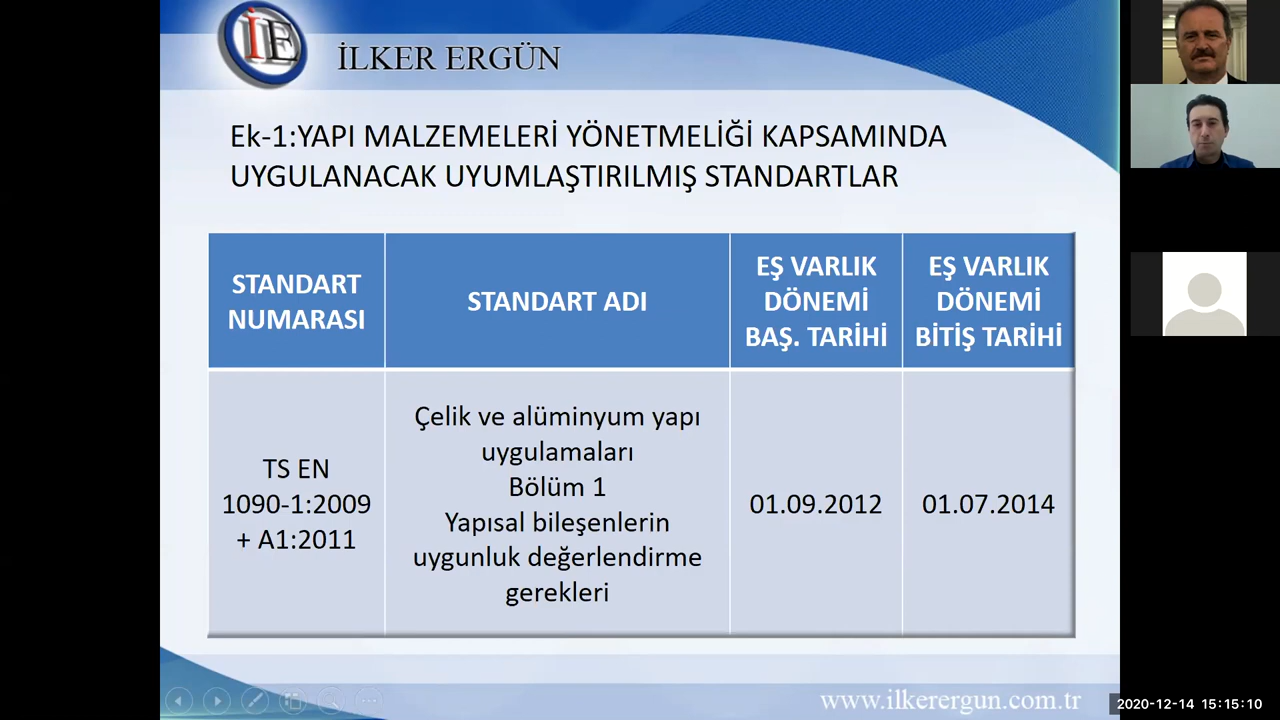 İE
İLKER ERGÜN
Ek-1:YAPI MALZEMELERİ YÖNETMELİĞİ KAPSAMINDA
UYGULANACAK UYUMLAŞTIRILMIŞ STANDARTLAR
STANDART
NUMARASI
STANDART ADI
EŞ VARLIK
DÖNEMİ
BAŞ. TARİHİ
EŞ VARLIK
DÖNEMİ
BİTİŞ TARİHİ
TS EN
1090-1:2009
+ A1:2011
Çelik ve alüminyum yapı
uygulamaları
Bölüm 1
Yapısal bileşenlerin
uygunluk değerlendirme
gerekleri
01.09.2012
01.07.2014
www.ilkerergun.com.tr
2020-12-14 15:15:10